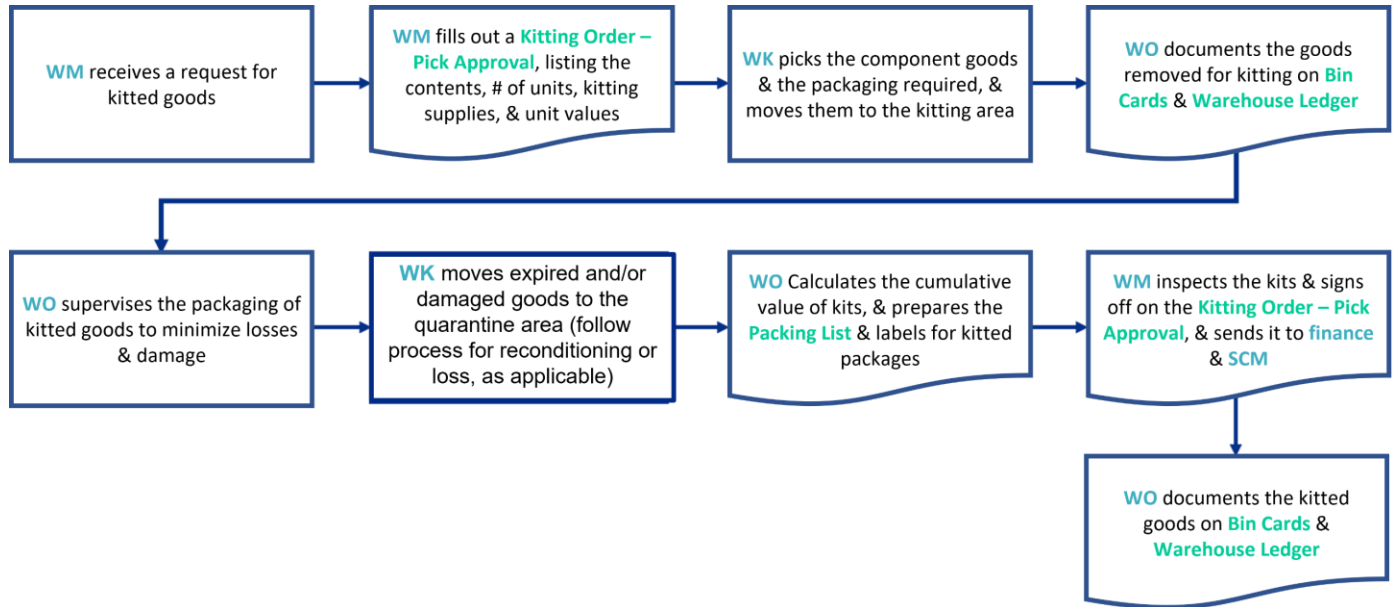 WM receives a request for
kitted goods
WM fills out a Kitting Order –
Pick Approval, listing the
contents, # of units, kitting
supplies, & unit values
WK picks the component goods
& the packaging required, &
moves them to the kitting area
WO documents the goods
removed for kitting on Bin
Cards & Warehouse Ledger
WO supervises the packaging of
kitted goods to minimize losses
& damage
WK moves expired and/or
damaged goods to the
quarantine area (follow
process for reconditioning or
loss, as applicable)
WO Calculates the cumulative
value of kits, & prepares the
Packing List & labels for kitted
packages
WM inspects the kits & signs
off on the Kitting Order – Pick
Approval, & sends it to finance
& SCM
WO documents the kitted
goods on Bin Cards &
Warehouse Ledger